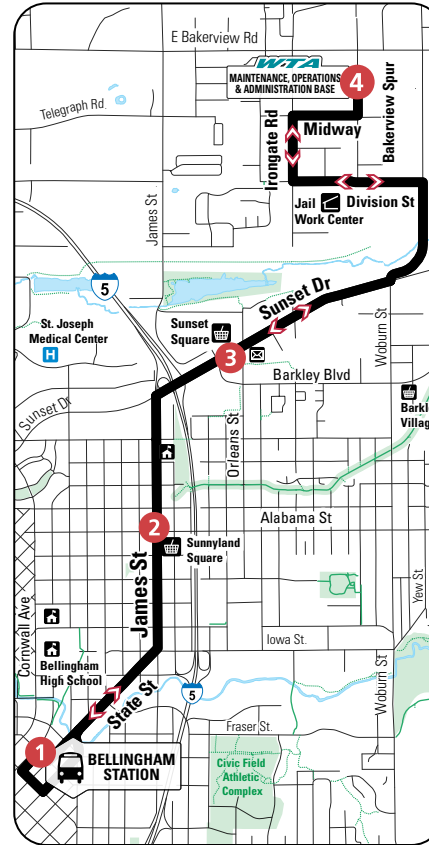 E Bakerview Rd
WTA
MAINTENANCE, OPERATIONS
& ADMINISTRATION BASE
4
Bakerview Spur
Telegraph Rd.
Irongate Rd
Midway
James St
Jail
Work Center
Division St
5
Sunset Dr
St. Joseph
Medical Center
H
Sunset
Square
3
Woburn St
Barkley Blvd
Sunset Dr
Orleans St
Barkl
Villag
2
Alabama St
Sunnyland
Square
James St
Cornwall Ave
Yew St
Iowa St.
Bellingham
High School
State St
5
Woburn St
Fraser St.
1
BELLINGHAM
STATION
Civic Field
Athletic
Complex